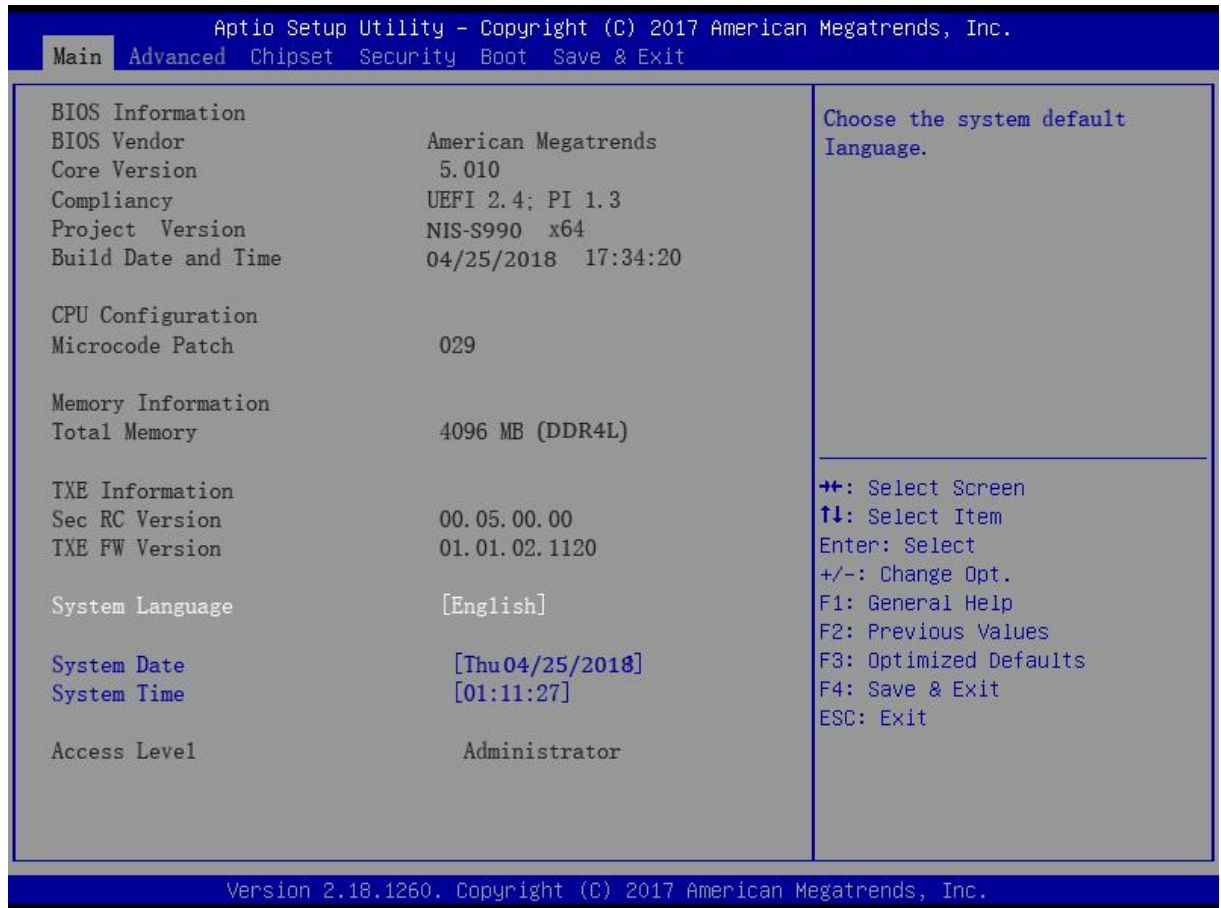 Aptio Setup Utility – Copyright (C) 2017 American Megatrends, Inc.
Main Advanced Chipset Security Boot Save & Exit
BIOS Information
BIOS Vendor American Megatrends
Core Version 5.010
Compliancy UEFI 2.4; PI 1.3
Project Version NIS-S990 x64
Build Date and Time 04/25/2018 17:34:20
CPU Configuration
Microcode Patch 029
Memory Information
Total Memory 4096 MB (DDR4L)
TXE Information
Sec RC Version 00.05.00.00
TXE FW Version 01.01.02.1120
System Language [English]
System Date [Thu 04/25/2018]
System Time [01:11:27]
Access Level Administrator
Choose the system default
Ianguage.
→←: Select Screen
↑↓: Select Item
Enter: Select
+/-: Change Opt.
F1: General Help
F2: Previous Values
F3: Optimized Defaults
F4: Save & Exit
ESC: Exit
Version 2.18.1260. Copyright (C) 2017 American Megatrends, Inc.